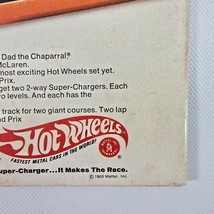 Dad the Chaparral.
McLaren.
most exciting Hot Wheels set yet.
Prix.
get two 2-way Super-Chargers. Each
two levels. And each has the
track for two giant courses. Two lap
nd Prix
HOT WHEELS
FASTEST METAL CARS IN THE WORLD!
uper-Charger...It Makes The Race.
© 1969 Mattel, Inc.